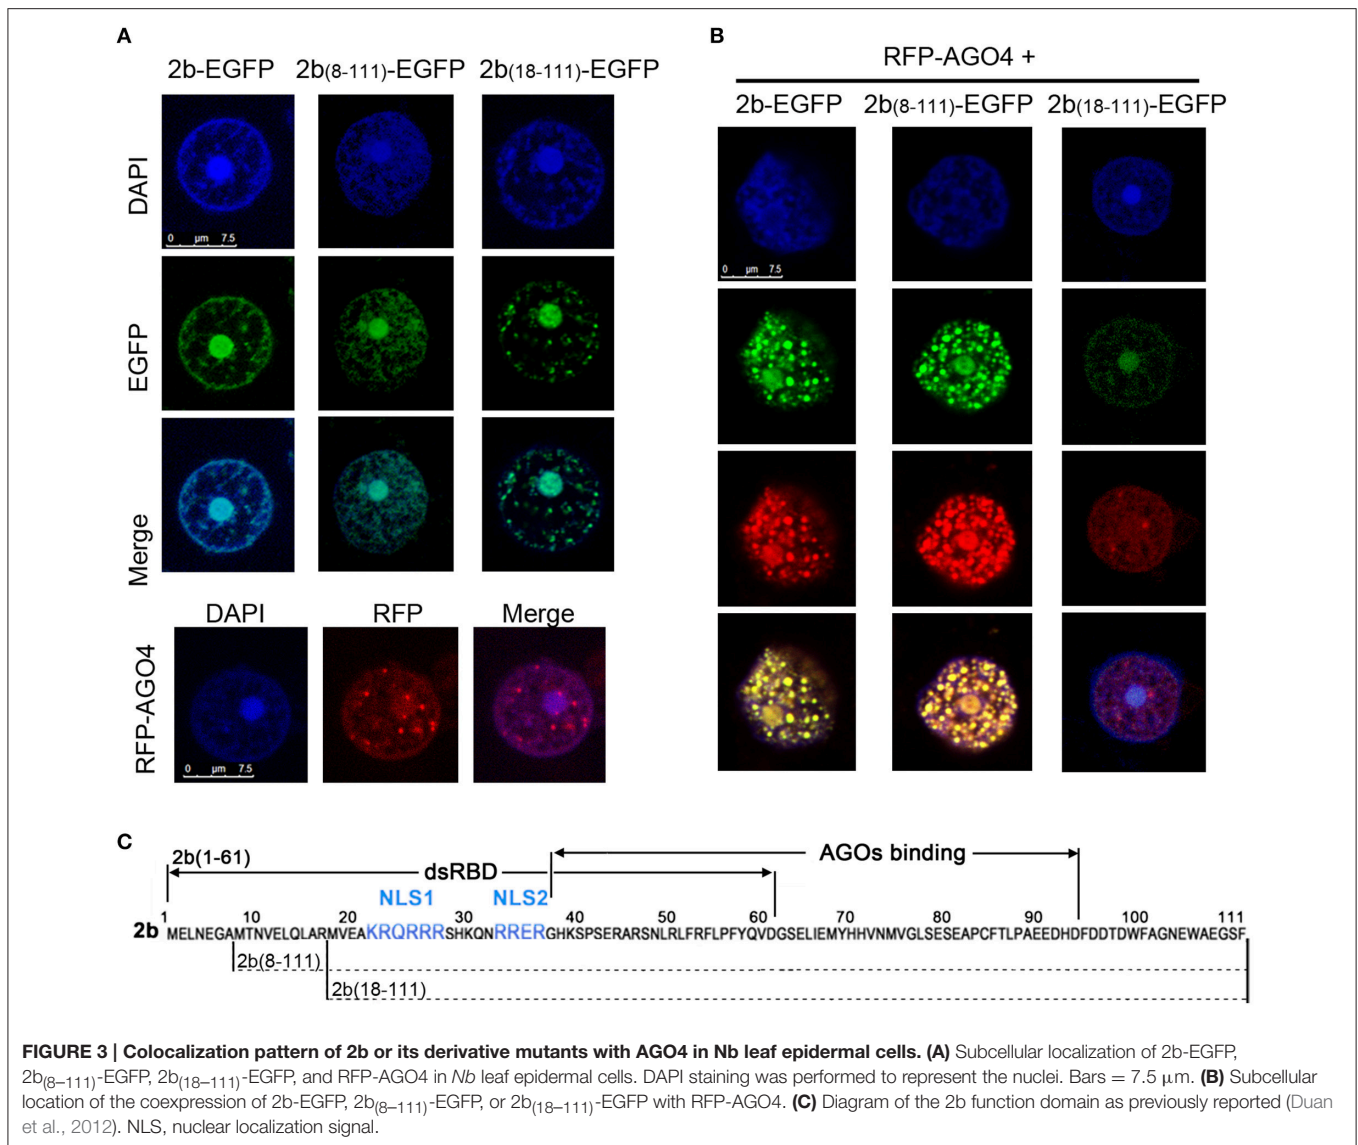 A
2b-EGFP 2b(8-111)-EGFP 2b(18-111)-EGFP
DAPI
0 µm 7.5
EGFP
Merge
DAPI RFP Merge
RFP-AGO4
0 µm 7.5
B
RFP-AGO4 +
2b-EGFP 2b(8-111)-EGFP 2b(18-111)-EGFP
0 µm 7.5
C
2b(1-61)
dsRBD
AGOs binding
NLS1 NLS2
1 10 20 30 40 50 60 70 80 90 100 111
2b MELNEGAMTNVELQLARMVEAKRQRRRSHKQNRRERGHKSPSERARSNLRLFRFLPFYQVDGSELIEMYHHVNMVGLSESEAPCFTLPAEEDHDFDDTDWFAGNEWAEGSF
2b(8-111)
2b(18-111)
FIGURE 3 | Colocalization pattern of 2b or its derivative mutants with AGO4 in Nb leaf epidermal cells. (A) Subcellular localization of 2b-EGFP,
2b(8–111)-EGFP, 2b(18–111)-EGFP, and RFP-AGO4 in Nb leaf epidermal cells. DAPI staining was performed to represent the nuclei. Bars = 7.5 µm. (B) Subcellular
location of the coexpression of 2b-EGFP, 2b(8–111)-EGFP, or 2b(18–111)-EGFP with RFP-AGO4. (C) Diagram of the 2b function domain as previously reported (Duan
et al., 2012). NLS, nuclear localization signal.